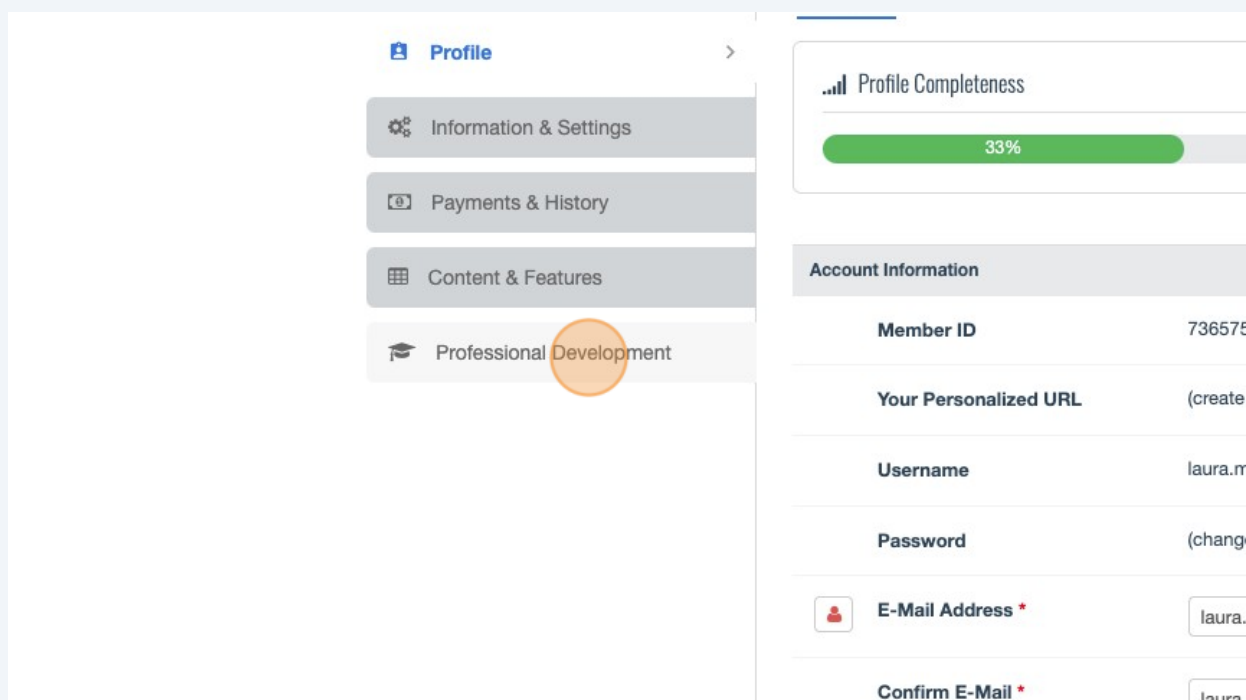 Profile
Information & Settings
Payments & History
Content & Features
Professional Development
Profile Completeness
33%
Account Information
Member ID
Your Personalized URL (create
Username
Password
E-Mail Address *
Confirm E-Mail *